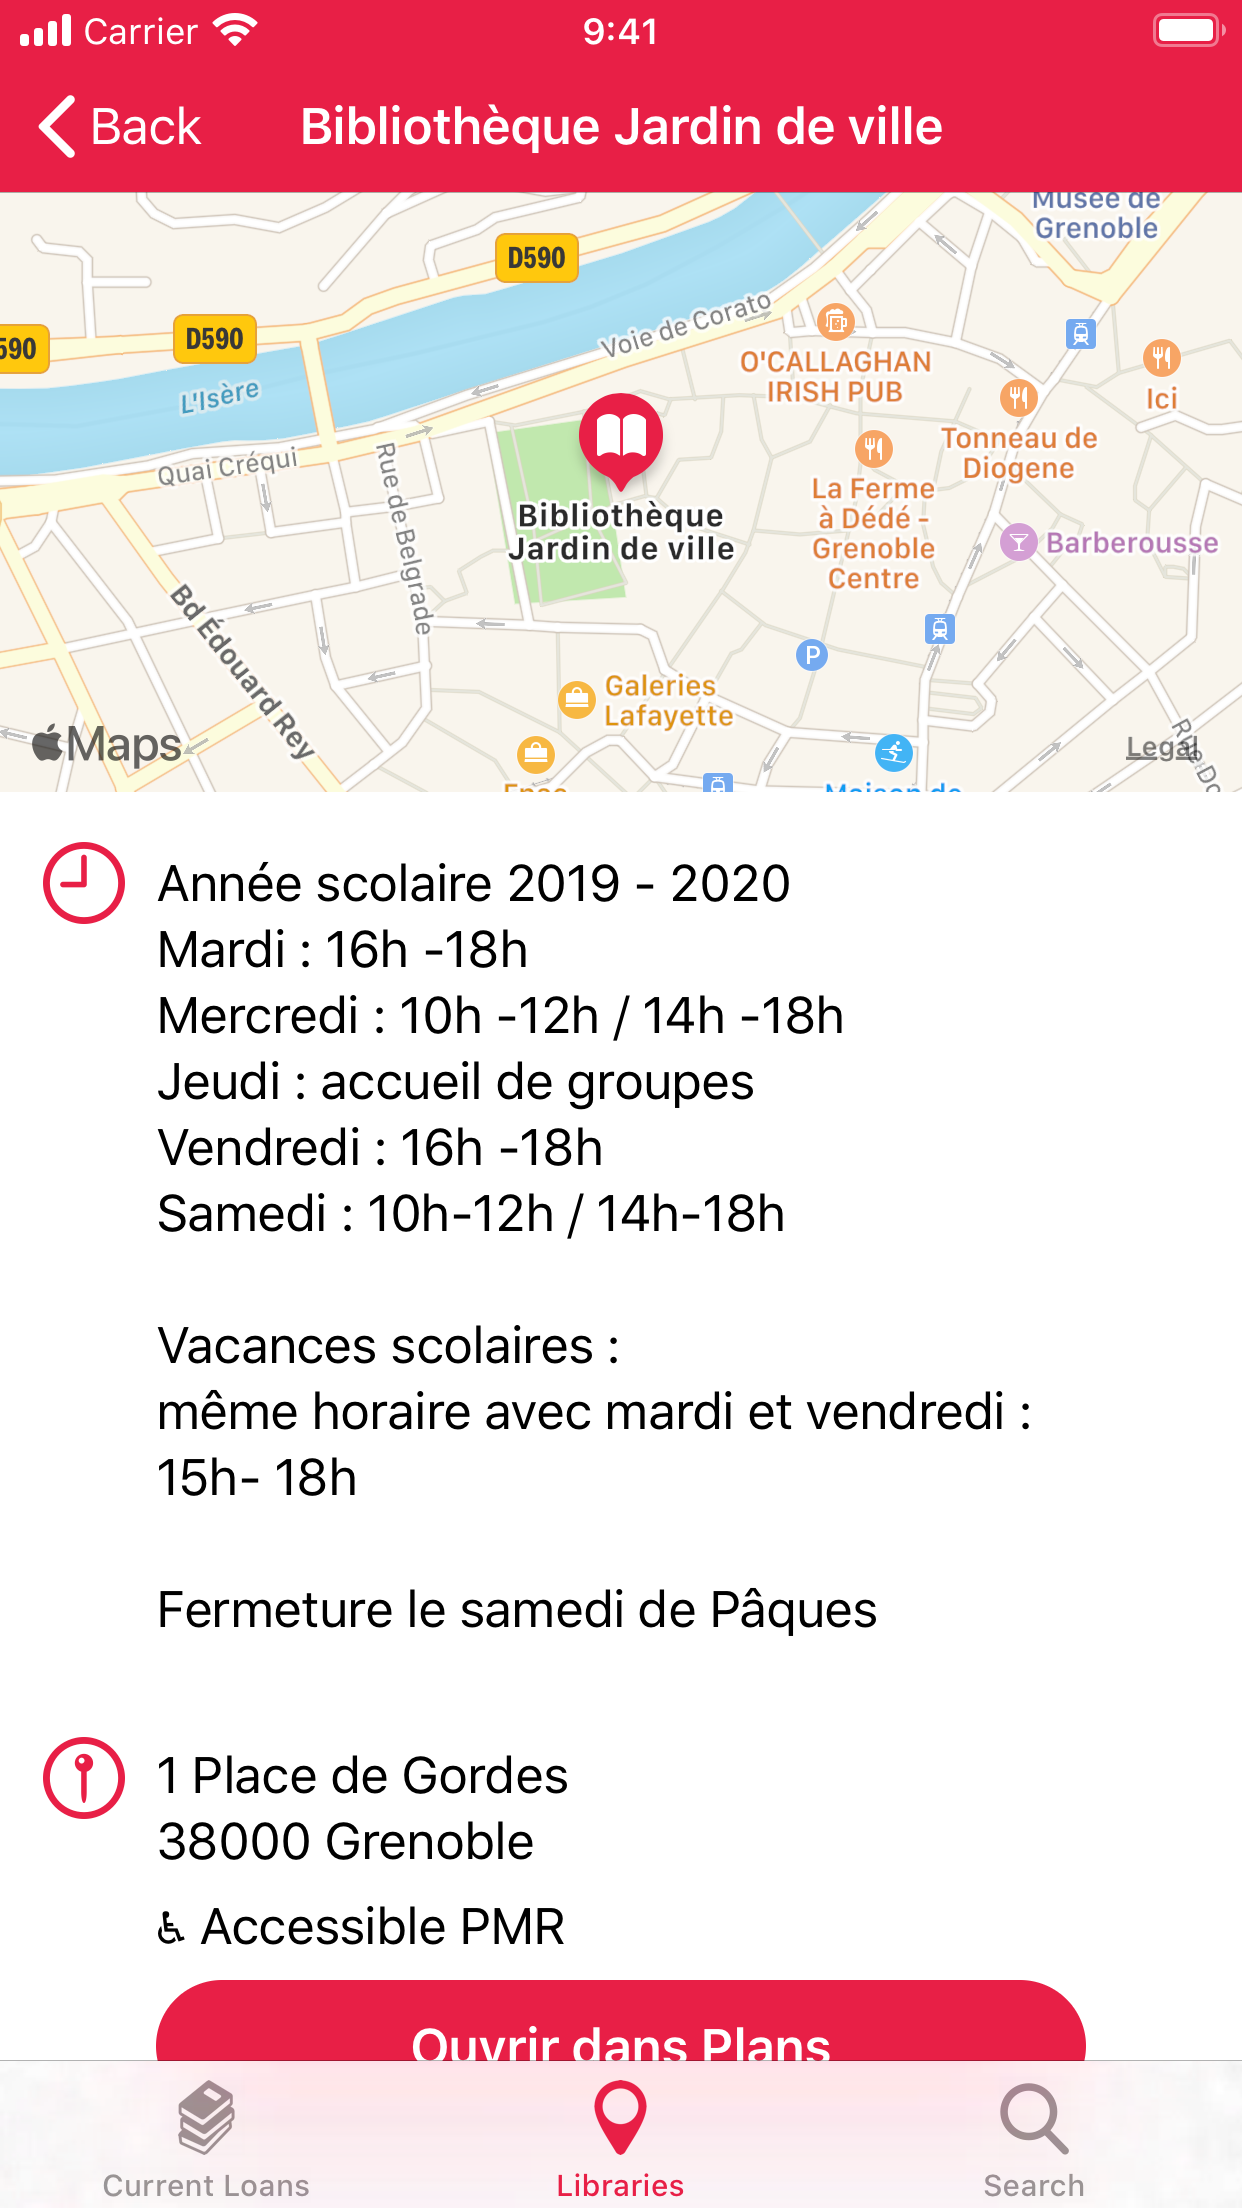 Carrier
9:41
Back
Bibliothèque Jardin de ville
Musée de
Grenoble
D590
D590
590
Voie de Corato
L'Isère
O'CALLAGHAN
IRISH PUB
Ici
Tonneau de
Diogene
Quai Créqui
Rue de Belgrade
La Ferme
à Dédé -
Grenoble
Centre
Bibliothèque
Jardin de ville
Barberousse
Bd Édouard Rey
P
Galeries
Lafayette
Maps
Legal
Fnac
Maison de
Année scolaire 2019 - 2020
Mardi : 16h -18h
Mercredi : 10h -12h / 14h -18h
Jeudi : accueil de groupes
Vendredi : 16h -18h
Samedi : 10h-12h / 14h-18h
Vacances scolaires :
même horaire avec mardi et vendredi :
15h- 18h
Fermeture le samedi de Pâques
1 Place de Gordes
38000 Grenoble
♿ Accessible PMR
Ouvrir dans Plans
Current Loans
Libraries
Search